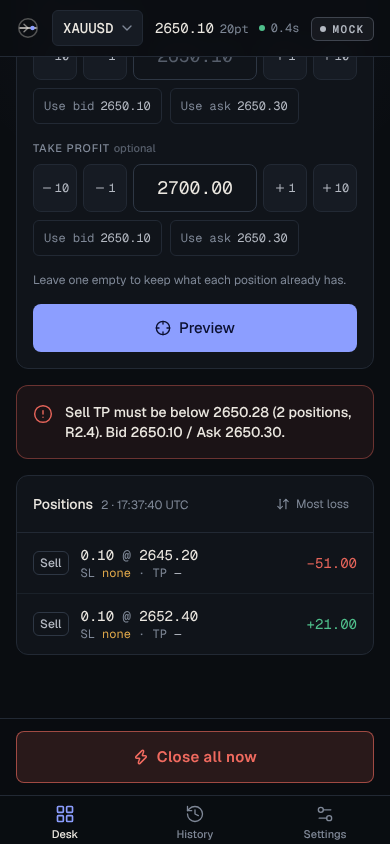 XAUUSD 2650.10 20pt 0.4s MOCK
Use bid 2650.10 Use ask 2650.30
TAKE PROFIT optional
−10 −1 2700.00 +1 +10
Use bid 2650.10 Use ask 2650.30
Leave one empty to keep what each position already has.
Preview
Sell TP must be below 2650.28 (2 positions,
R2.4). Bid 2650.10 / Ask 2650.30.
Positions 2 · 17:37:40 UTC Most loss
Sell 0.10 @ 2645.20 −51.00
SL none · TP —
Sell 0.10 @ 2652.40 +21.00
SL none · TP —
Close all now
Desk History Settings